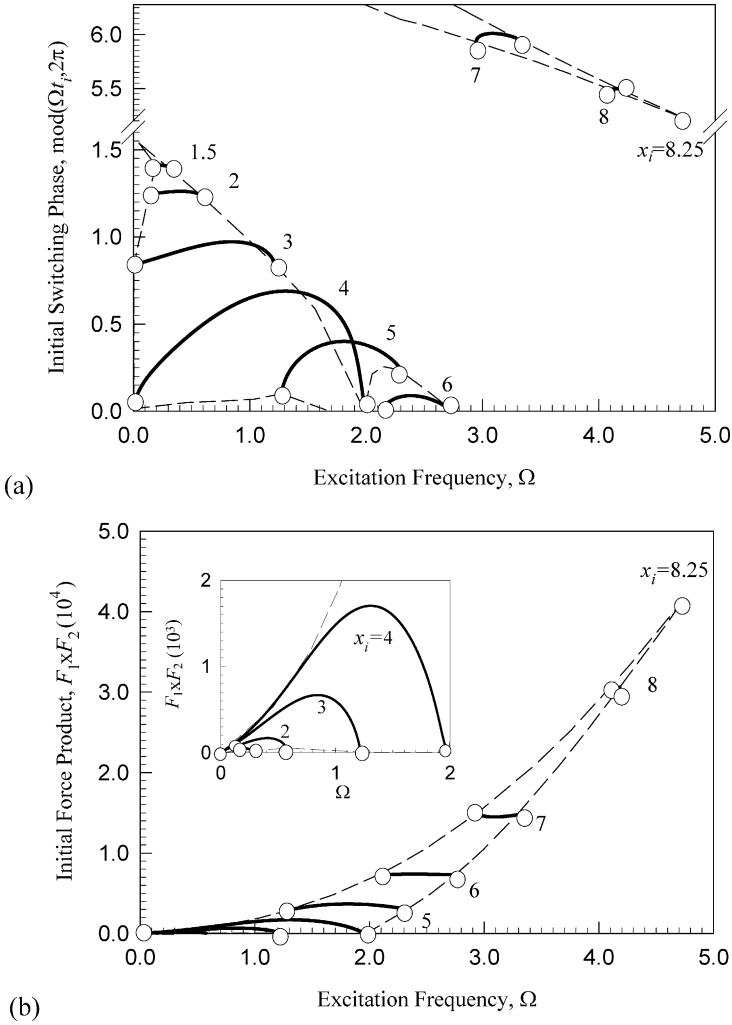 6.0
5.5
1.5
1.0
0.5
0.0
Initial Switching Phase, mod(Ωtᵢ,2π)
7
8
xᵢ=8.25
1.5
2
3
4
5
6
0.0 1.0 2.0 3.0 4.0 5.0
Excitation Frequency, Ω
(a)
5.0
4.0
3.0
2.0
1.0
0.0
Initial Force Product, F₁xF₂ (10⁴)
xᵢ=8.25
8
7
6
5
2
1
0
F₁xF₂ (10³)
xᵢ=4
3
2
0 1 2
Ω
0.0 1.0 2.0 3.0 4.0 5.0
Excitation Frequency, Ω
(b)